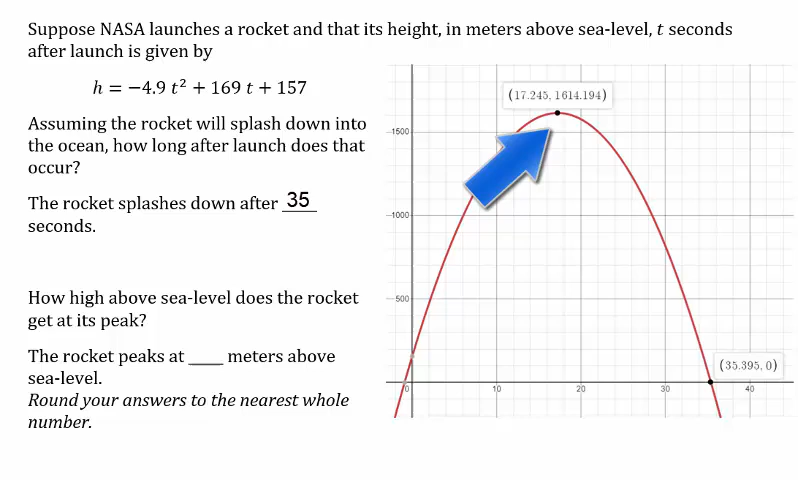 Suppose NASA launches a rocket and that its height, in meters above sea-level, t seconds
after launch is given by
h = −4.9 t² + 169 t + 157
Assuming the rocket will splash down into
the ocean, how long after launch does that
occur?
The rocket splashes down after 35
seconds.
How high above sea-level does the rocket
get at its peak?
The rocket peaks at ____ meters above
sea-level.
Round your answers to the nearest whole
number.
(17.245, 1614.194)
1500
1000
500
(35.395, 0)
0 10 20 30 40